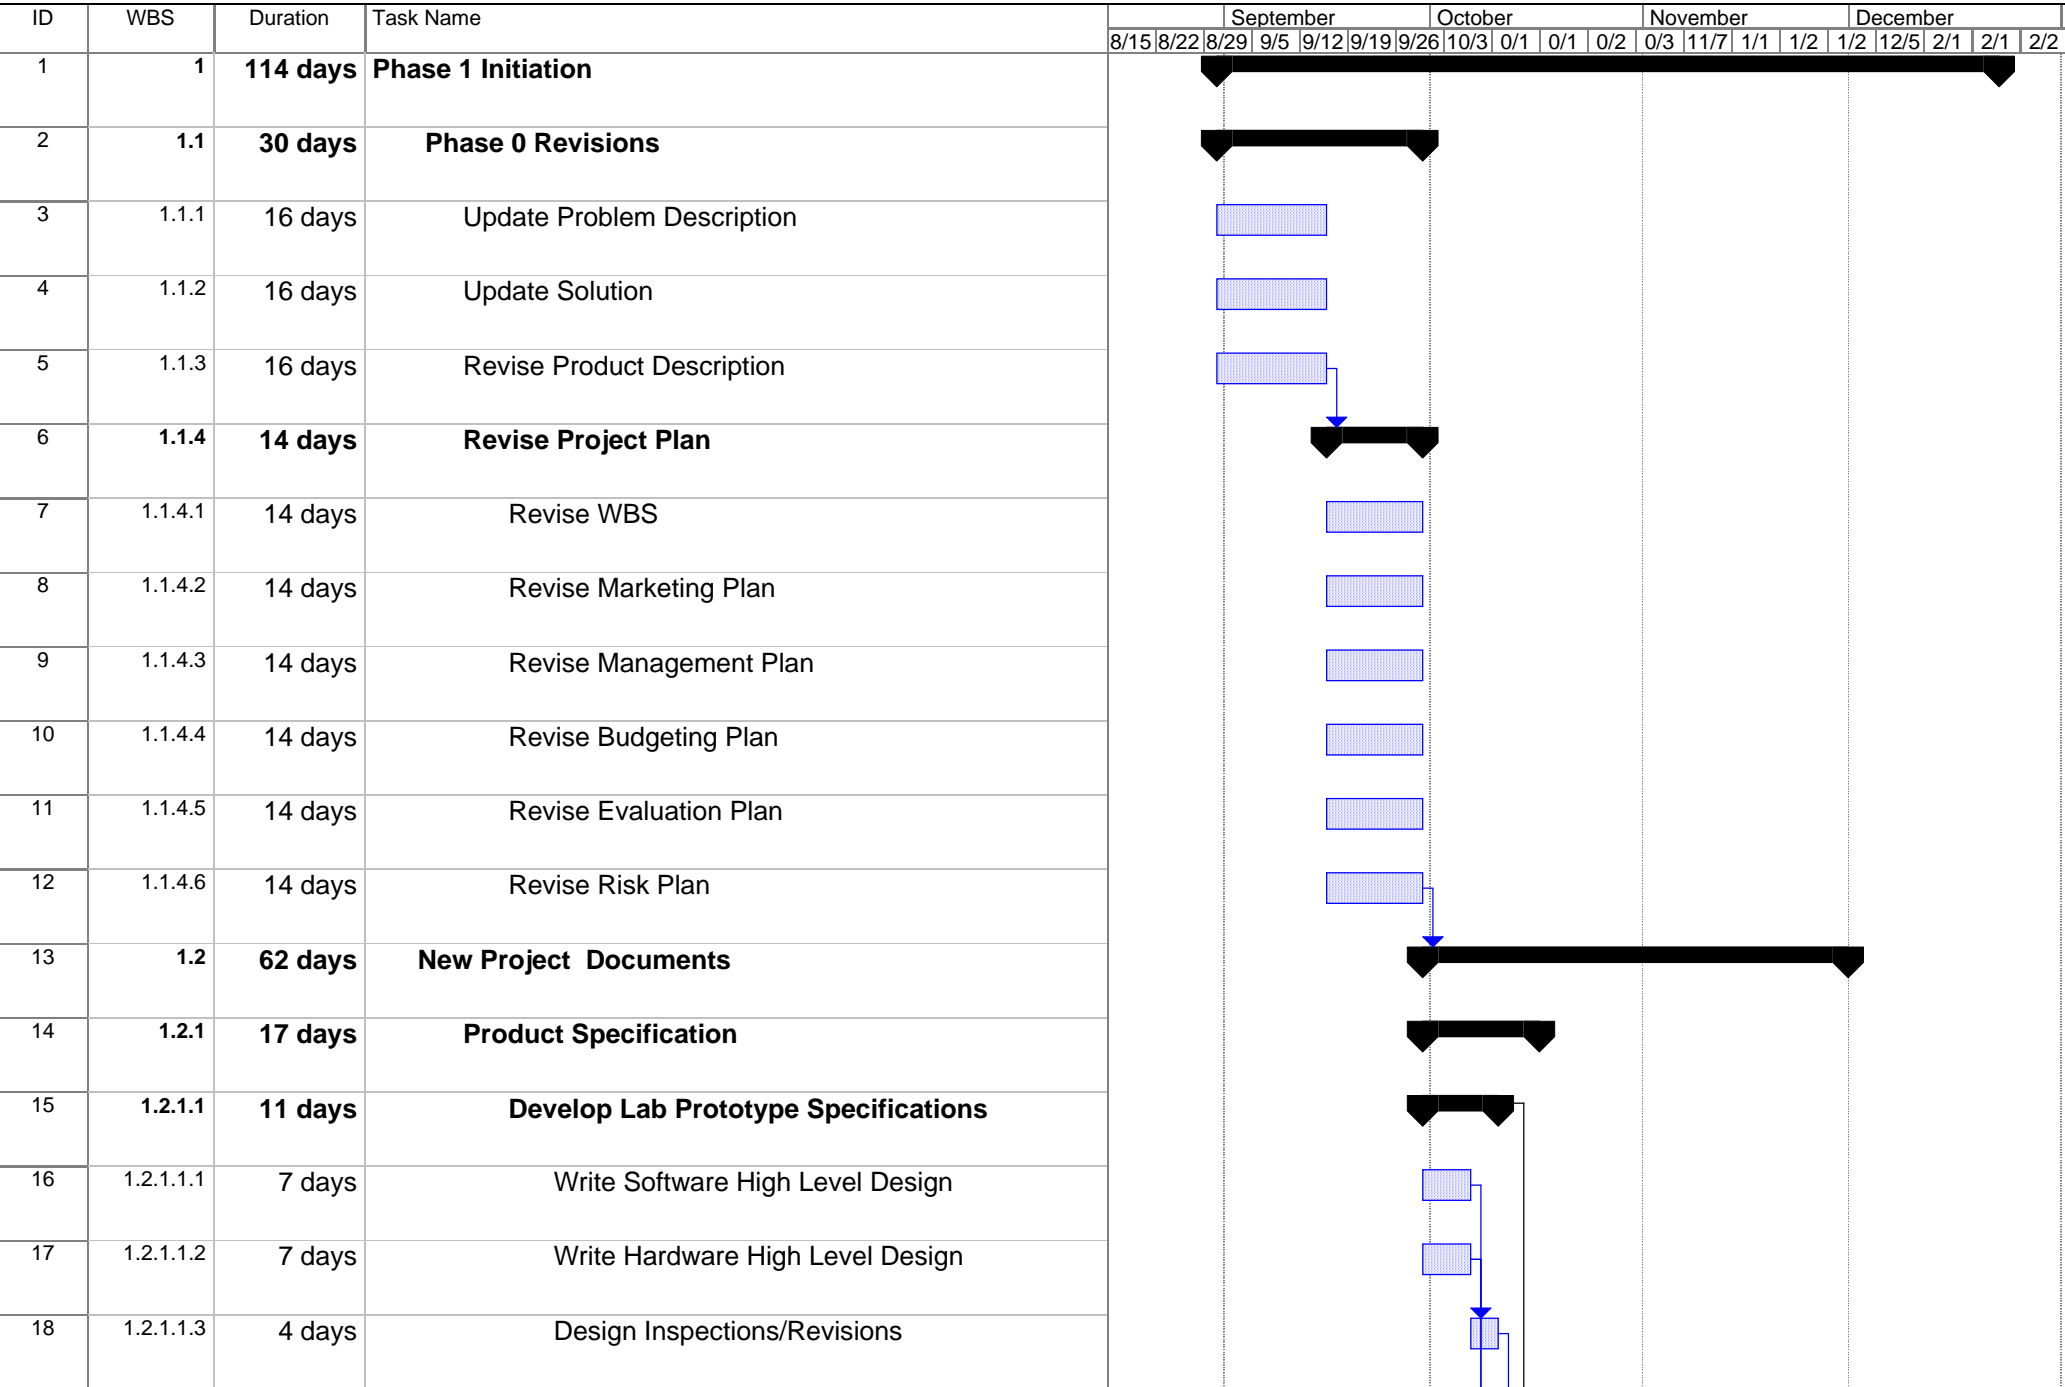 ID WBS Duration Task Name September October November December
8/15 8/22 8/29 9/5 9/12 9/19 9/26 10/3 0/1 0/1 0/2 0/3 11/7 1/1 1/2 1/2 12/5 2/1 2/1 2/2
1 1 114 days Phase 1 Initiation
2 1.1 30 days Phase 0 Revisions
3 1.1.1 16 days Update Problem Description
4 1.1.2 16 days Update Solution
5 1.1.3 16 days Revise Product Description
6 1.1.4 14 days Revise Project Plan
7 1.1.4.1 14 days Revise WBS
8 1.1.4.2 14 days Revise Marketing Plan
9 1.1.4.3 14 days Revise Management Plan
10 1.1.4.4 14 days Revise Budgeting Plan
11 1.1.4.5 14 days Revise Evaluation Plan
12 1.1.4.6 14 days Revise Risk Plan
13 1.2 62 days New Project Documents
14 1.2.1 17 days Product Specification
15 1.2.1.1 11 days Develop Lab Prototype Specifications
16 1.2.1.1.1 7 days Write Software High Level Design
17 1.2.1.1.2 7 days Write Hardware High Level Design
18 1.2.1.1.3 4 days Design Inspections/Revisions